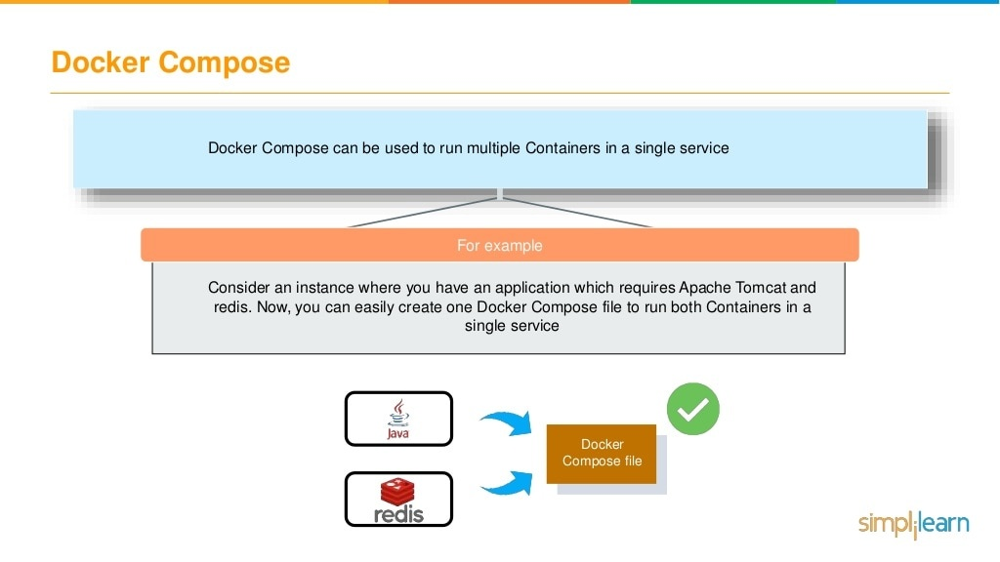 Docker Compose
Docker Compose can be used to run multiple Containers in a single service
For example
Consider an instance where you have an application which requires Apache Tomcat and
redis. Now, you can easily create one Docker Compose file to run both Containers in a
single service
Java
redis
Docker
Compose file
simplilearn